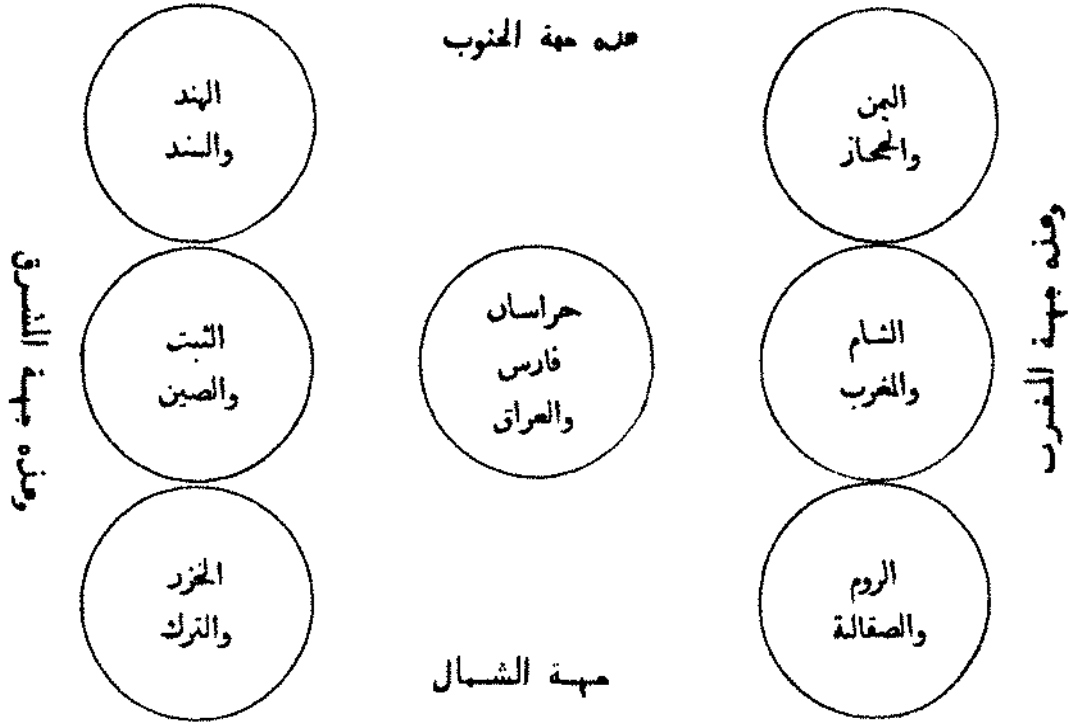 هذه جهة الجنوب
اليمن
والحجاز
الهند
والسند
وهذه جهة المغرب
الشام
والمغرب
خراسان
فارس
والعراق
التبت
والصين
وهذه جهة الشرق
الروم
والصقالبة
الخزر
والترك
جهة الشمال